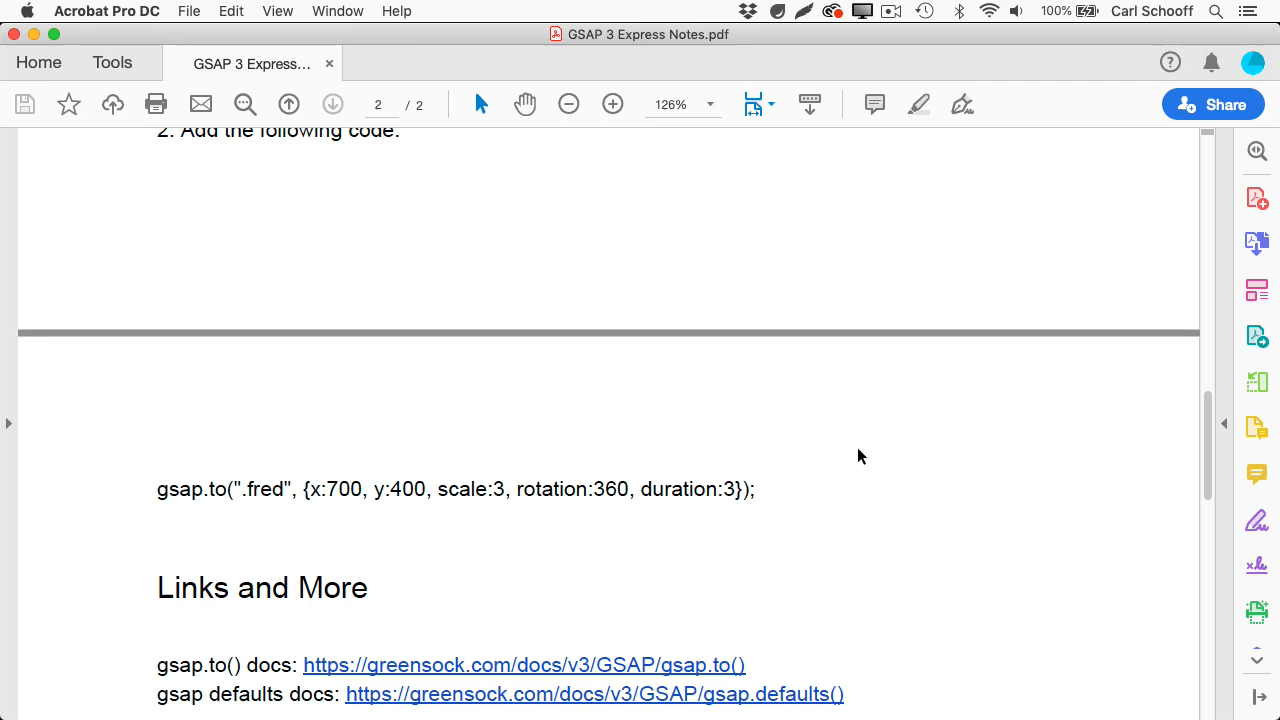 Acrobat Pro DC File Edit View Window Help 100% Carl Schooff
GSAP 3 Express Notes.pdf
Home Tools GSAP 3 Express... ×
2 / 2 126% Share
2. Add the following code:
gsap.to(".fred", {x:700, y:400, scale:3, rotation:360, duration:3});
Links and More
gsap.to() docs: https://greensock.com/docs/v3/GSAP/gsap.to()
gsap defaults docs: https://greensock.com/docs/v3/GSAP/gsap.defaults()